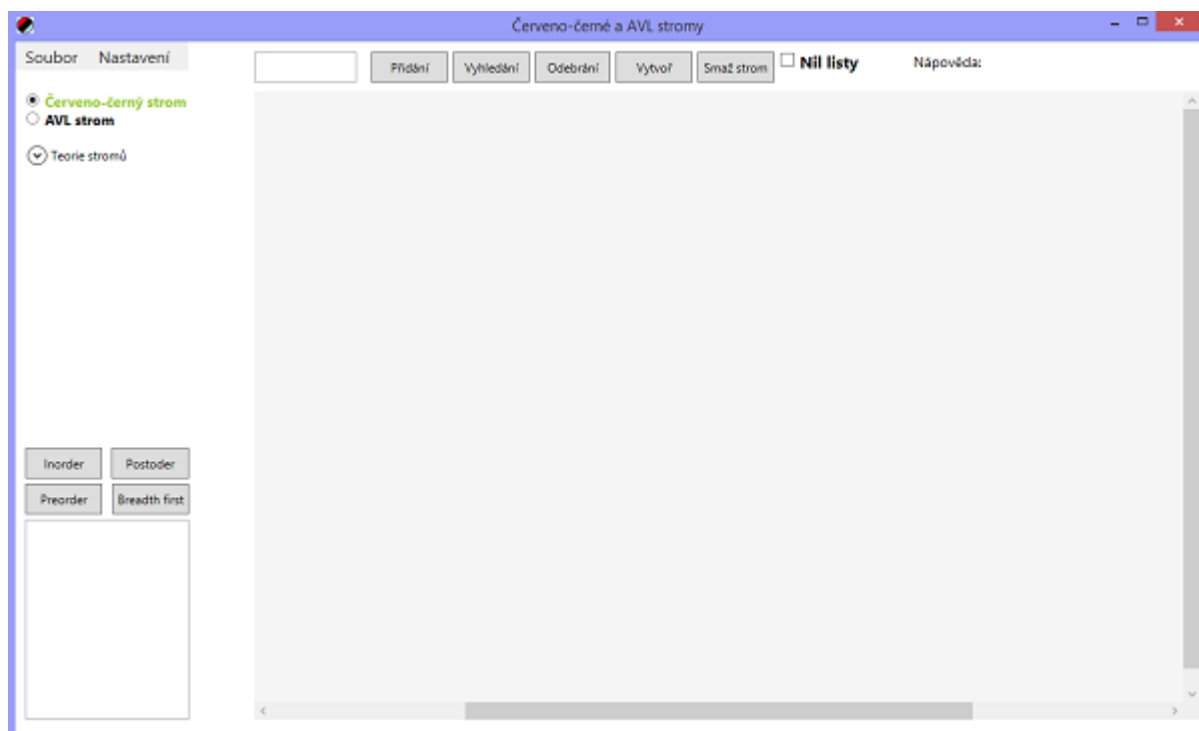 Červeno-černé a AVL stromy
Soubor Nastavení
Přidání Vyhledání Odebrání Vytvoř Smaž strom Nil listy Nápověda:
Červeno-černý strom
AVL strom
Teorie stromů
Inorder Postoder
Preorder Breadth first